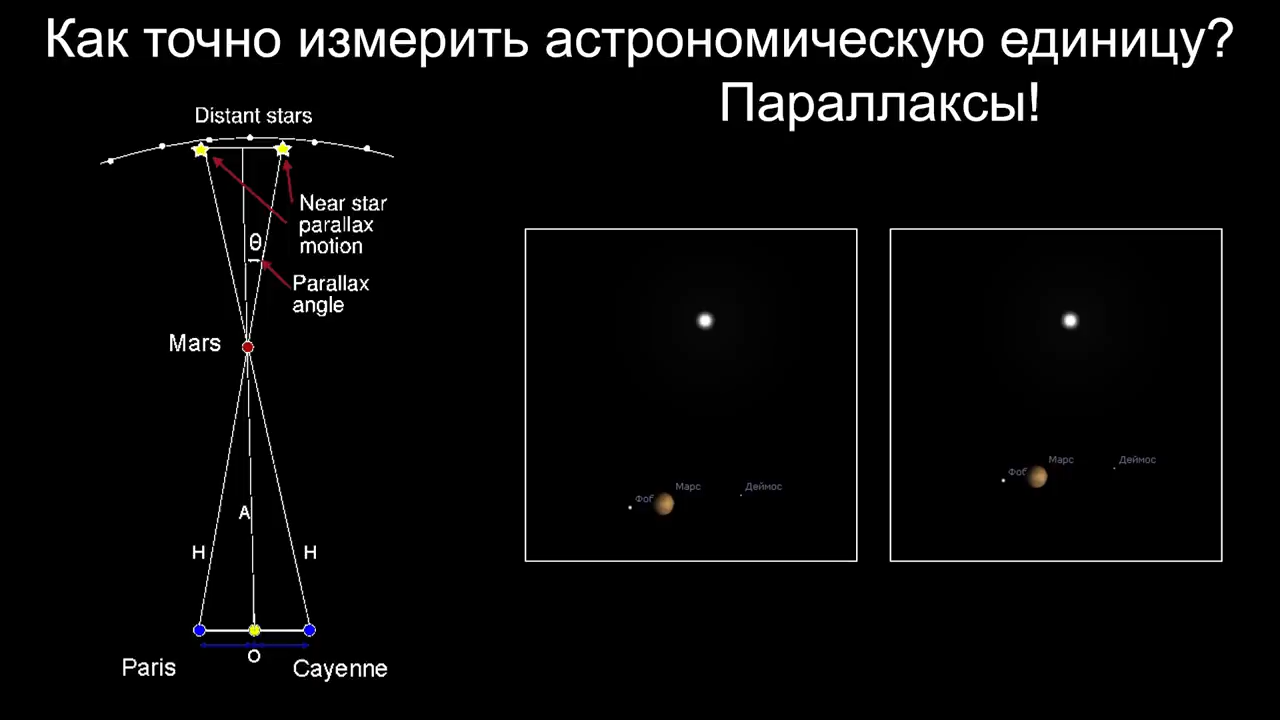 Как точно измерить астрономическую единицу?
Параллаксы!
Distant stars
Near star
parallax
motion
θ
Parallax
angle
Mars
A
H
H
O
Paris
Cayenne
Фоб
Марс
Деймос
Фоб
Марс
Деймос